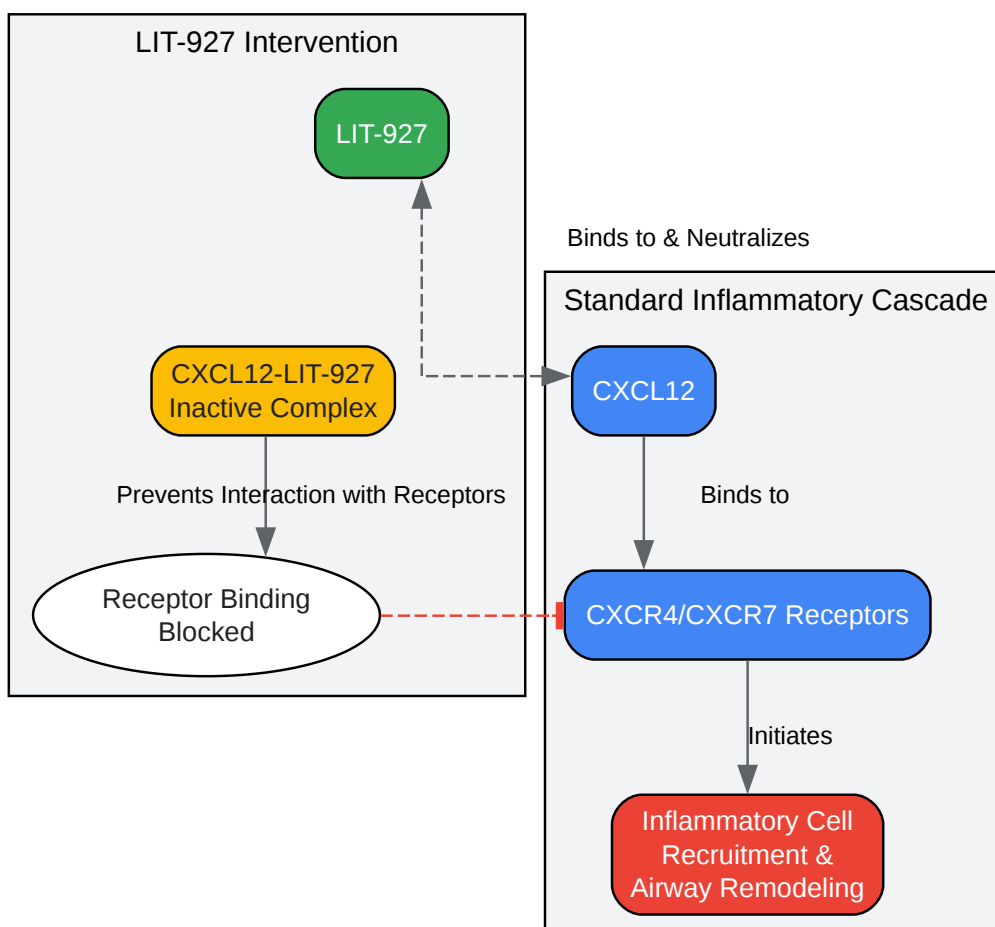 LIT-927 Intervention
LIT-927
Binds to & Neutralizes
Standard Inflammatory Cascade
CXCL12-LIT-927
Inactive Complex
CXCL12
Prevents Interaction with Receptors
Binds to
Receptor Binding
Blocked
CXCR4/CXCR7 Receptors
Initiates
Inflammatory Cell
Recruitment &
Airway Remodeling